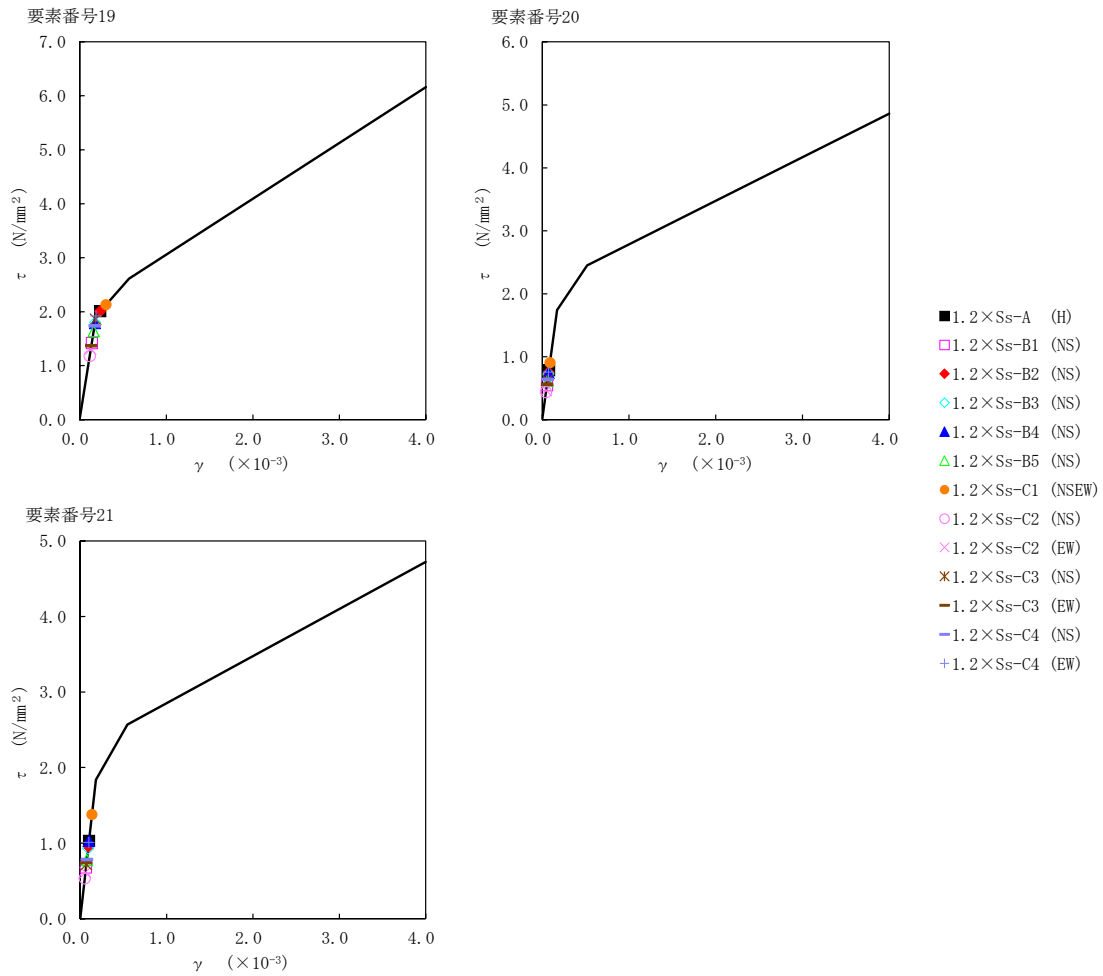 要素番号19
7.0
6.0
5.0
4.0
3.0
2.0
1.0
0.0
τ (N/mm²)
0.0 1.0 2.0 3.0 4.0
γ (×10⁻³)
要素番号20
6.0
5.0
4.0
3.0
2.0
1.0
0.0
τ (N/mm²)
0.0 1.0 2.0 3.0 4.0
γ (×10⁻³)
要素番号21
5.0
4.0
3.0
2.0
1.0
0.0
τ (N/mm²)
0.0 1.0 2.0 3.0 4.0
γ (×10⁻³)
1.2×Ss-A (H)
1.2×Ss-B1 (NS)
1.2×Ss-B2 (NS)
1.2×Ss-B3 (NS)
1.2×Ss-B4 (NS)
1.2×Ss-B5 (NS)
1.2×Ss-C1 (NSEW)
1.2×Ss-C2 (NS)
1.2×Ss-C2 (EW)
1.2×Ss-C3 (NS)
1.2×Ss-C3 (EW)
1.2×Ss-C4 (NS)
1.2×Ss-C4 (EW)